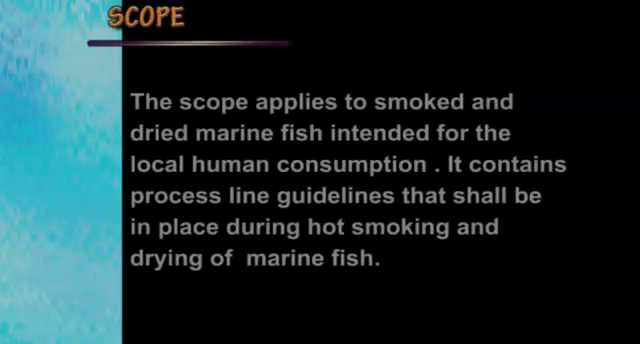 SCOPE
The scope applies to smoked and
dried marine fish intended for the
local human consumption . It contains
process line guidelines that shall be
in place during hot smoking and
drying of  marine fish.